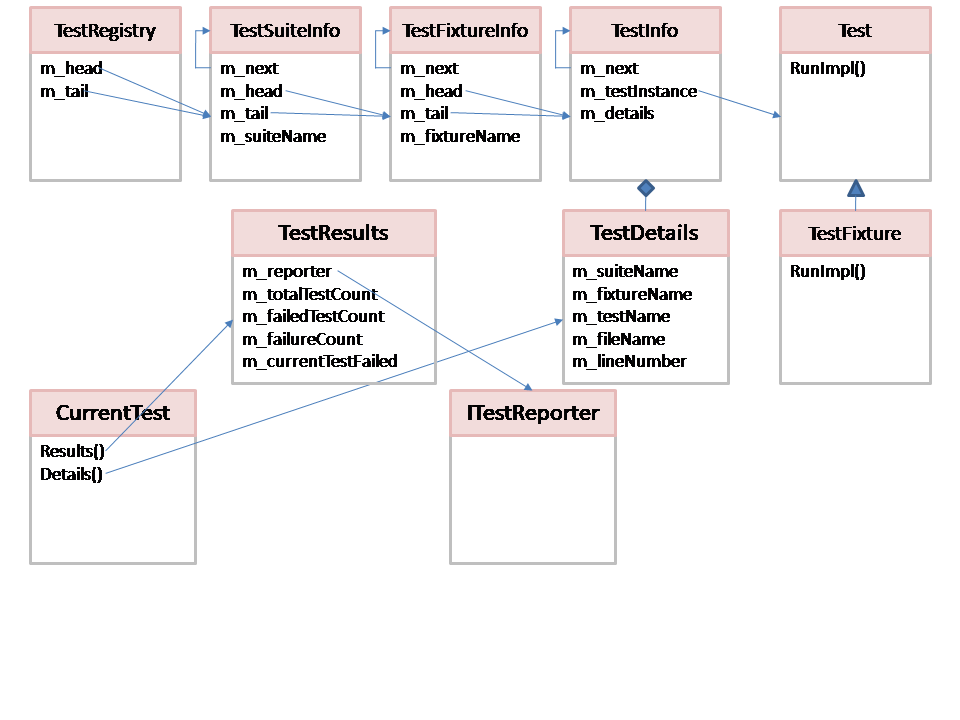 TestRegistry
m_head
m_tail
TestSuiteInfo
m_next
m_head
m_tail
m_suiteName
TestFixtureInfo
m_next
m_head
m_tail
m_fixtureName
TestInfo
m_next
m_testInstance
m_details
Test
RunImpl()
TestResults
m_reporter
m_totalTestCount
m_failedTestCount
m_failureCount
m_currentTestFailed
TestDetails
m_suiteName
m_fixtureName
m_testName
m_fileName
m_lineNumber
TestFixture
RunImpl()
CurrentTest
Results()
Details()
ITestReporter